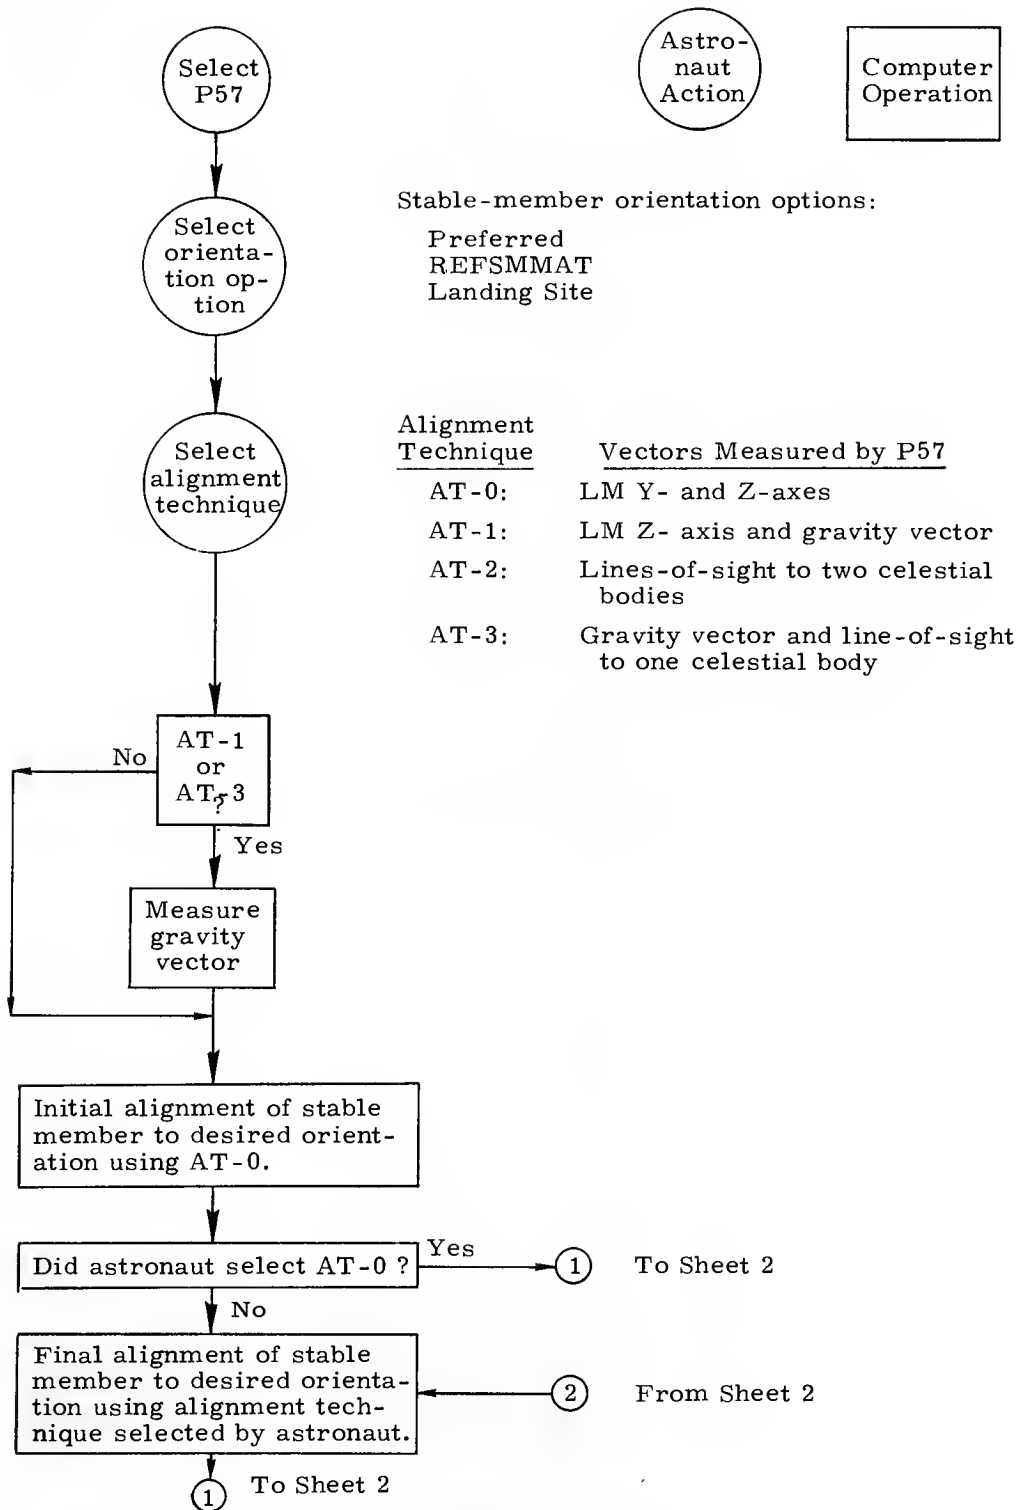 Select
P57
Astro-
naut
Action
Computer
Operation
Select
orienta-
tion op-
tion
Stable-member orientation options:
Preferred
REFSMMAT
Landing Site
Select
alignment
technique
Alignment
Technique
Vectors Measured by P57
AT-0: LM Y- and Z-axes
AT-1: LM Z- axis and gravity vector
AT-2: Lines-of-sight to two celestial
bodies
AT-3: Gravity vector and line-of-sight
to one celestial body
AT-1
or
AT-3
?
No
Yes
Measure
gravity
vector
Initial alignment of stable
member to desired orient-
ation using AT-0.
Did astronaut select AT-0 ?
Yes
1
To Sheet 2
No
Final alignment of stable
member to desired orienta-
tion using alignment tech-
nique selected by astronaut.
2
From Sheet 2
1
To Sheet 2